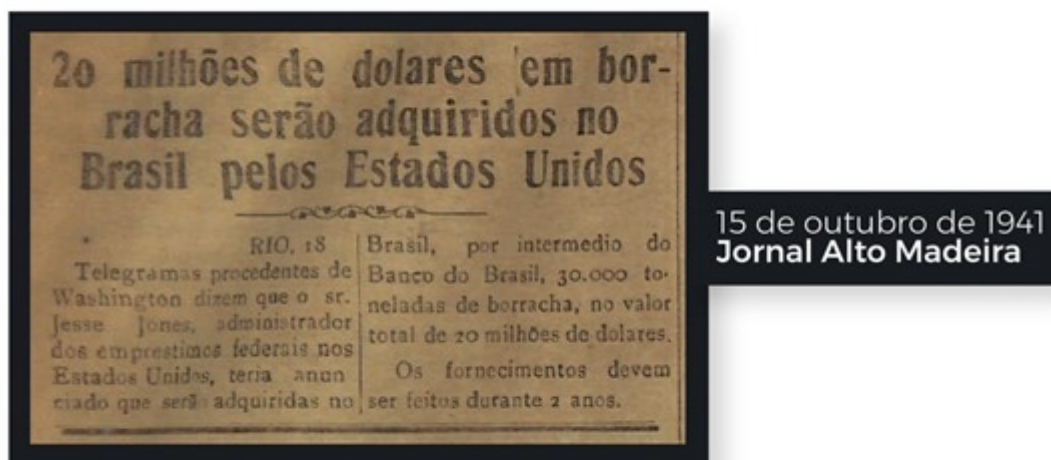 20 milhões de dolares em bor-
racha serão adquiridos no
Brasil pelos Estados Unidos
RIO, 18
Telegramas procedentes de
Washington dizem que o sr.
Jesse Jones, administrador
dos emprestimos federais nos
Estados Unidos, teria anun
ciado que serã adquiridas no
Brasil, por intermedio do
Banco do Brasil, 30.000 to-
neladas de borracha, no valor
total de 20 milhões de dolares.
Os fornecimentos devem
ser feitos durante 2 anos.
15 de outubro de 1941
Jornal Alto Madeira